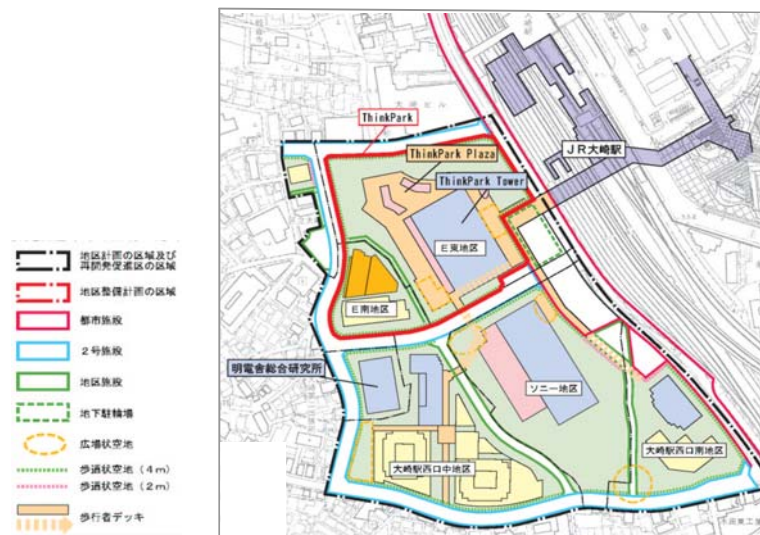 地区計画の区域及び
再開発促進区の区域
地区整備計画の区域
都市施設
2号施設
地区施設
地下駐輪場
広場状空地
歩道状空地（4m）
歩道状空地（2m）
歩行者デッキ
大崎ビル
ThinkPark
ThinkPark Plaza
ThinkPark Tower
JR大崎駅
E東地区
E南地区
明電舎総合研究所
ソニー地区
大崎駅西口中地区
大崎駅西口南地区